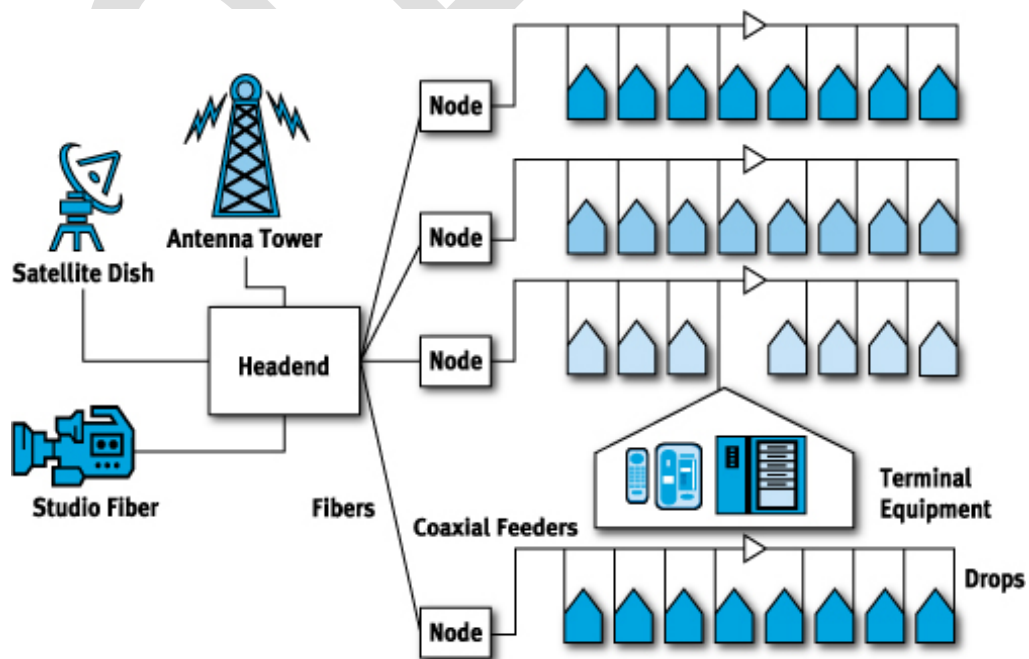 Node
Antenna Tower
Satellite Dish
Node
Headend
Node
Studio Fiber
Fibers
Coaxial Feeders
Terminal
Equipment
Node
Drops